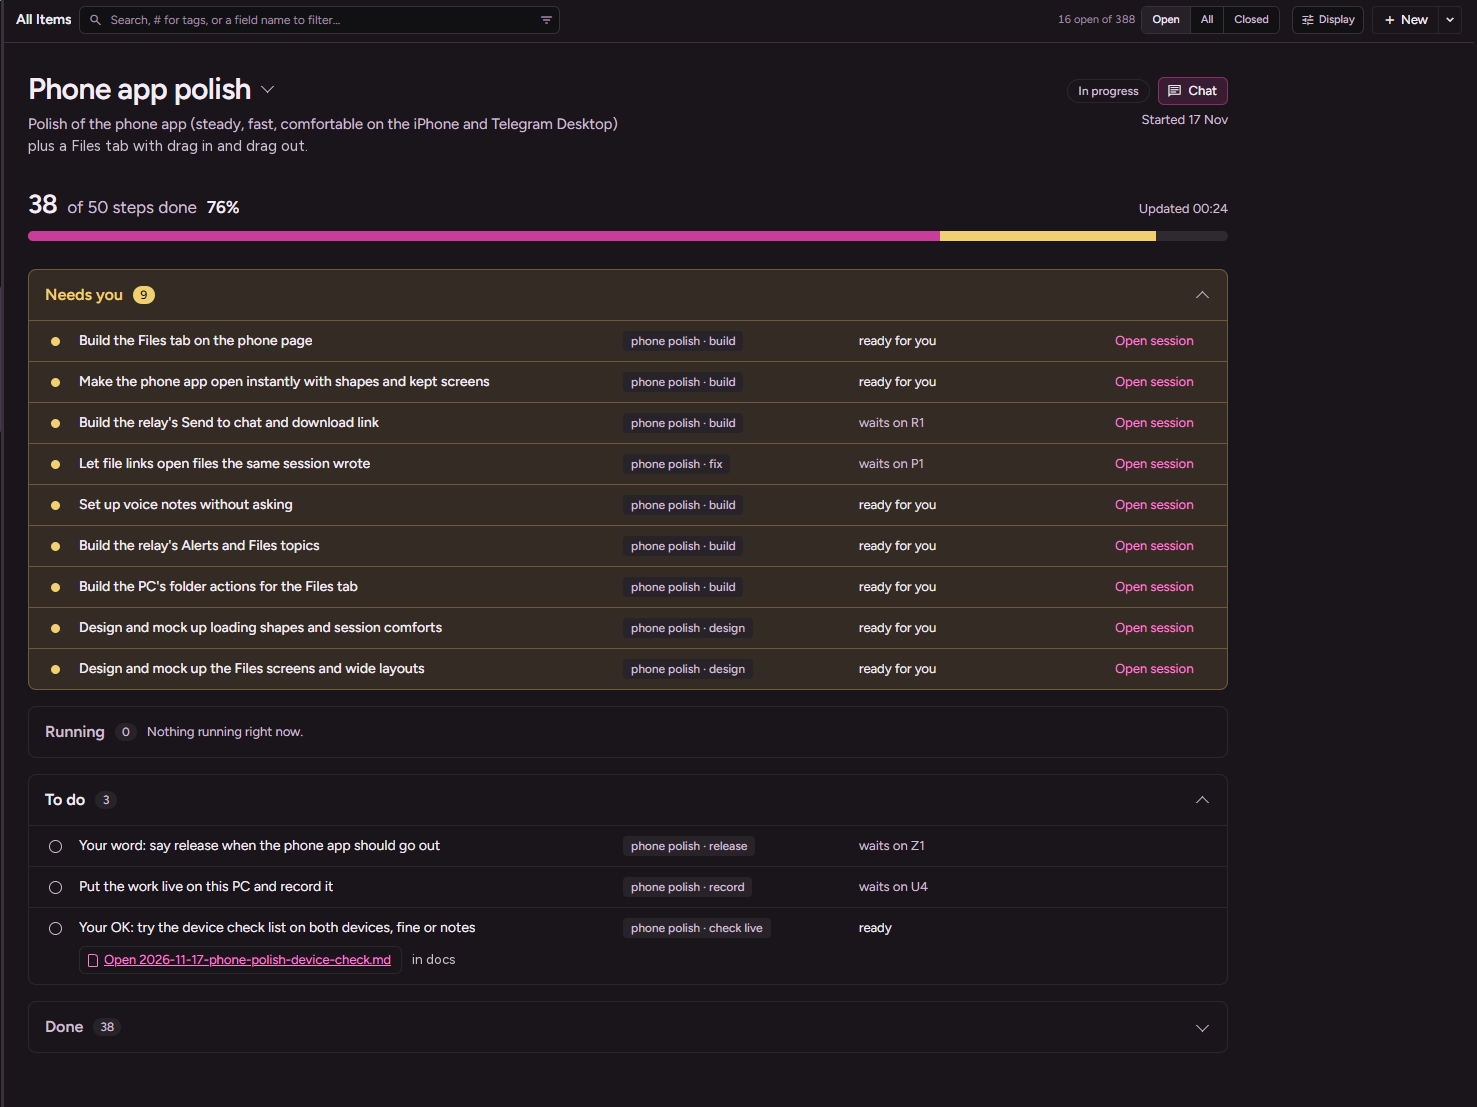 All Items
Search, # for tags, or a field name to filter...
16 open of 388
Open
All
Closed
Display
+ New
Phone app polish
In progress
Chat
Polish of the phone app (steady, fast, comfortable on the iPhone and Telegram Desktop)
plus a Files tab with drag in and drag out.
Started 17 Nov
38 of 50 steps done 76%
Updated 00:24
Needs you 9
Build the Files tab on the phone page phone polish · build ready for you Open session
Make the phone app open instantly with shapes and kept screens phone polish · build ready for you Open session
Build the relay's Send to chat and download link phone polish · build waits on R1 Open session
Let file links open files the same session wrote phone polish · fix waits on P1 Open session
Set up voice notes without asking phone polish · build ready for you Open session
Build the relay's Alerts and Files topics phone polish · build ready for you Open session
Build the PC's folder actions for the Files tab phone polish · build ready for you Open session
Design and mock up loading shapes and session comforts phone polish · design ready for you Open session
Design and mock up the Files screens and wide layouts phone polish · design ready for you Open session
Running 0 Nothing running right now.
To do 3
Your word: say release when the phone app should go out phone polish · release waits on Z1
Put the work live on this PC and record it phone polish · record waits on U4
Your OK: try the device check list on both devices, fine or notes phone polish · check live ready
Open 2026-11-17-phone-polish-device-check.md in docs
Done 38